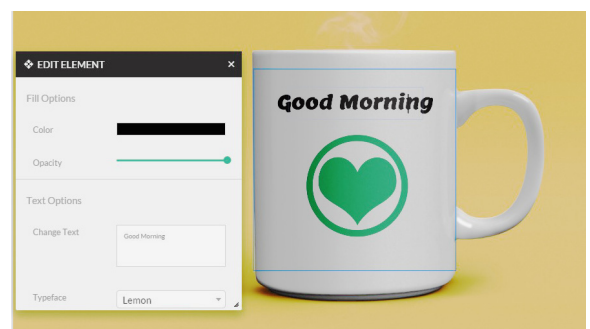 EDIT ELEMENT
Fill Options
Color
Opacity
Text Options
Change Text
Good Morning
Typeface
Lemon
Good Morning